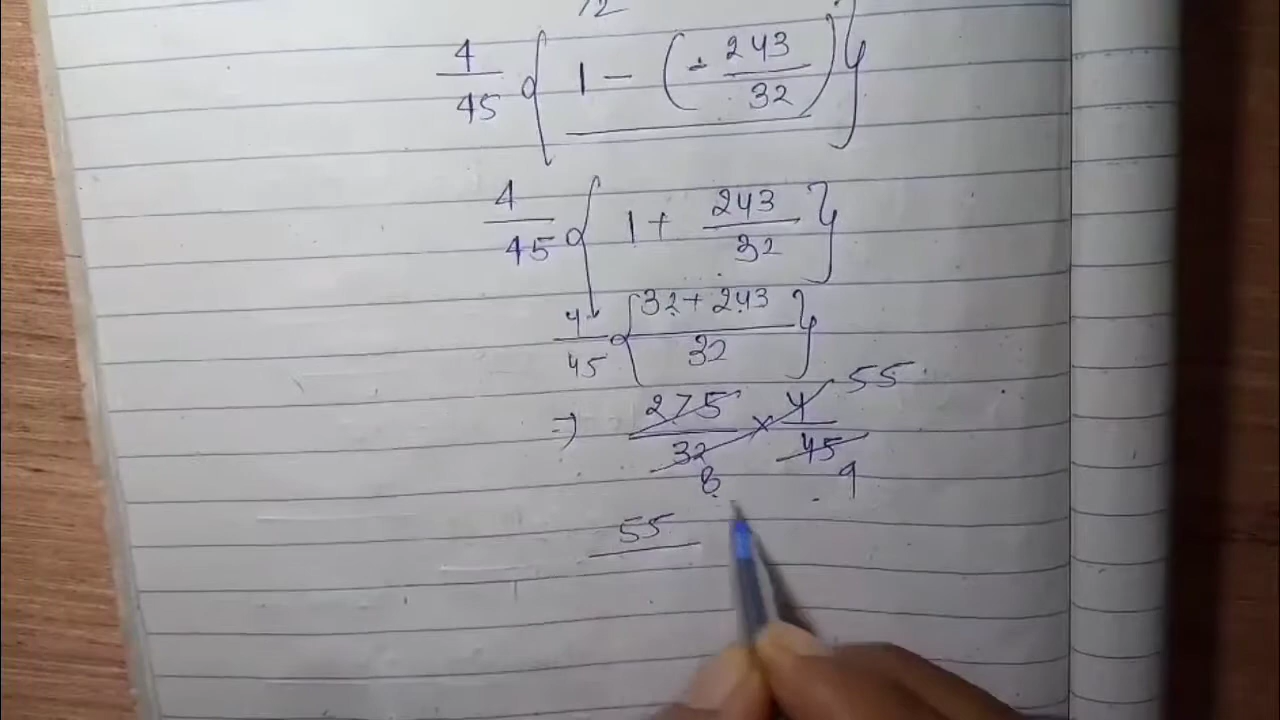 /2
4/45 { 1 - ( - 243/32 ) }
4/45 { 1 + 243/32 }
4/45 { 32 + 243 / 32 }
=> 275/32 × 4/45 55
8 9
55